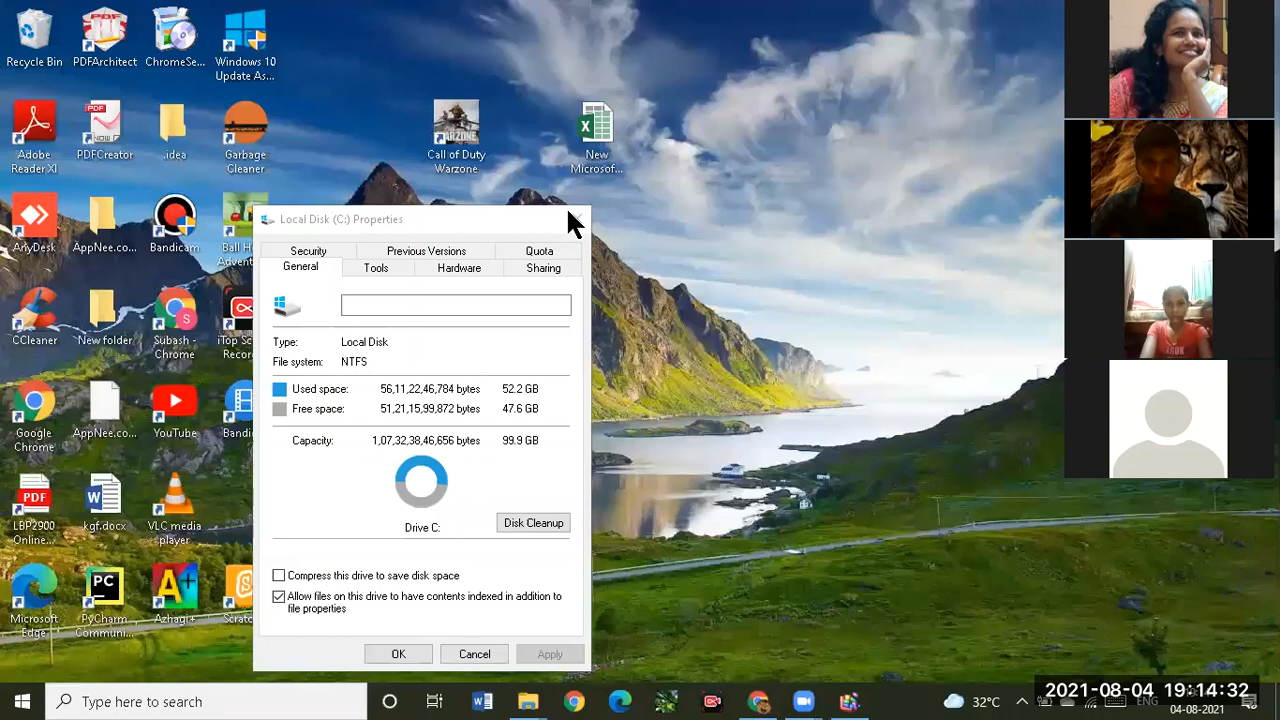 Recycle Bin
PDFArchitect
ChromeSe...
Windows 10
Update As...
Adobe
Reader XI
PDFCreator
.idea
Garbage
Cleaner
Call of Duty
Warzone
New
Microsof...
AnyDesk
AppNee.co...
Bandicam
Ball H
Advent
CCleaner
New folder
Subash -
Chrome
iTop Sc
Recor
Google
Chrome
AppNee.co...
YouTube
Bandi
LBP2900
Online...
kgf.docx
VLC media
player
Microsoft
Edge
PyCharm
Communi...
Azhagi+
Scratc
Local Disk (C:) Properties
Security
Previous Versions
Quota
General
Tools
Hardware
Sharing
Type: Local Disk
File system: NTFS
Used space: 56,11,22,46,784 bytes 52.2 GB
Free space: 51,21,15,99,872 bytes 47.6 GB
Capacity: 1,07,32,38,46,656 bytes 99.9 GB
Drive C:
Disk Cleanup
Compress this drive to save disk space
Allow files on this drive to have contents indexed in addition to
file properties
OK
Cancel
Apply
Type here to search
32°C
ENG
2021-08-04 19:14:32
04-08-2021